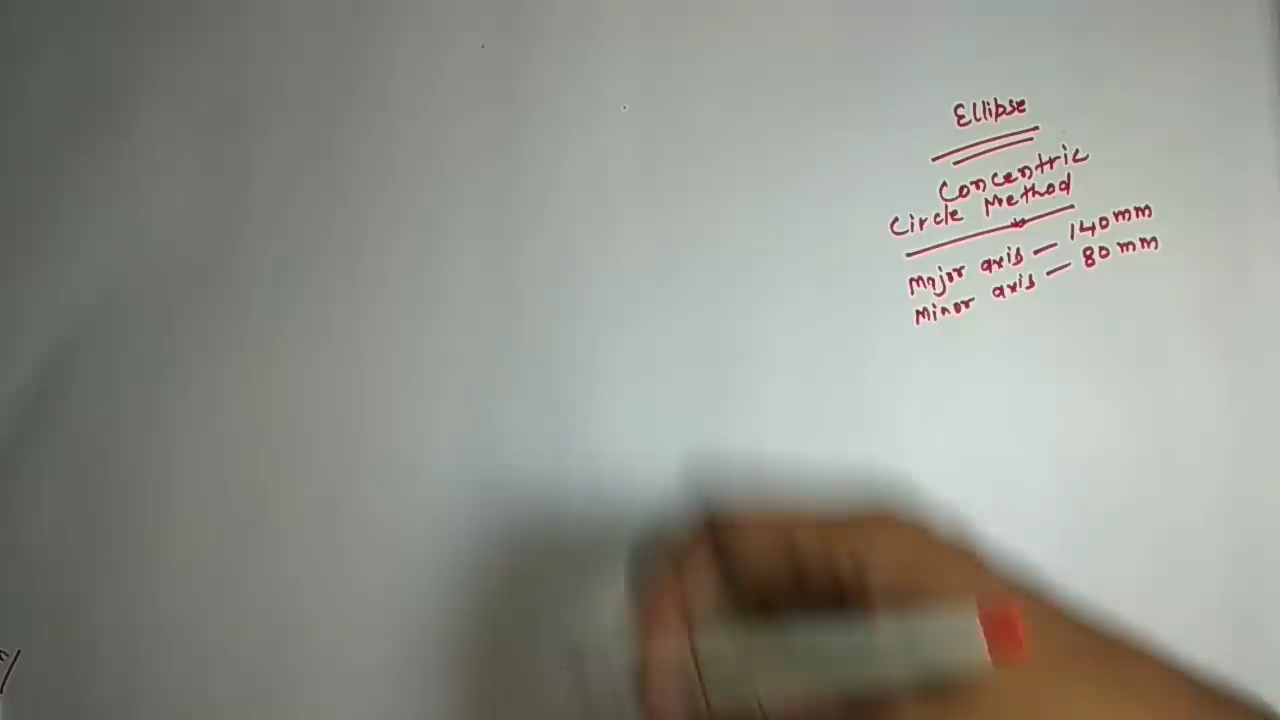 Ellipse
Concentric
Circle Method
Major axis — 140mm
Minor axis — 80mm